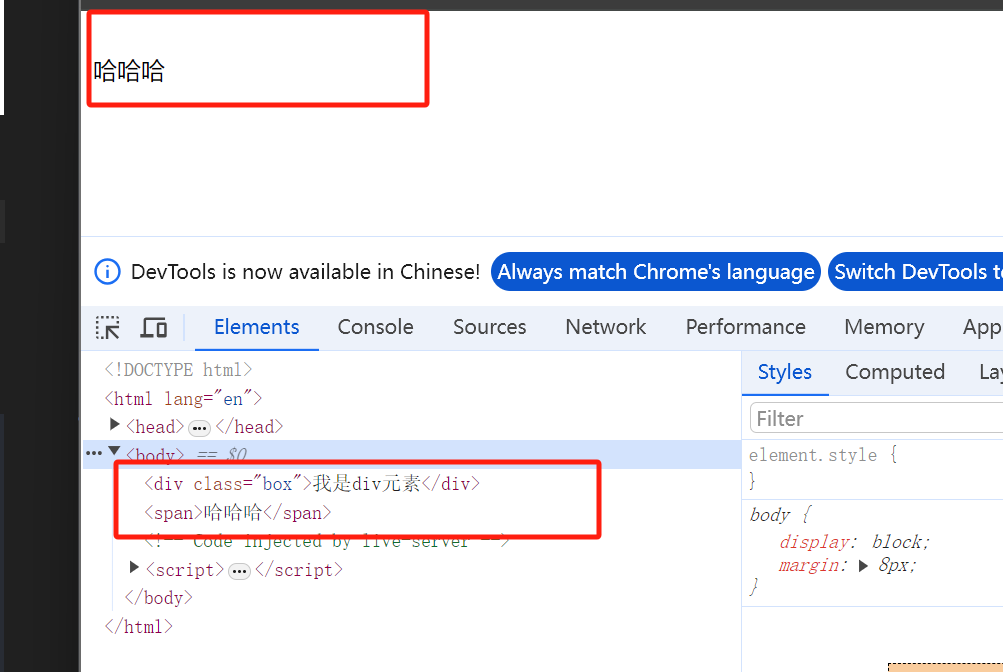 哈哈哈
DevTools is now available in Chinese! Always match Chrome's language Switch DevTools to
Elements Console Sources Network Performance Memory App
<!DOCTYPE html>
<html lang="en">
<head> ••• </head>
••• <body> == $0
<div class="box">我是div元素</div>
<span>哈哈哈</span>
<!-- Code injected by live-server -->
<script> ••• </script>
</body>
</html>
Styles Computed Lay
Filter
element.style {
}
body {
display: block;
margin: ▶ 8px;
}